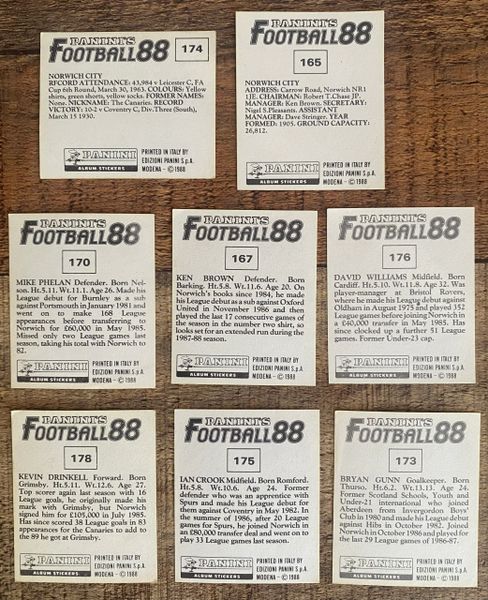 PANINI'S
FOOTBALL 88
174
NORWICH CITY
RECORD ATTENDANCE: 43,984 v Leicester C, FA
Cup 6th Round, March 30, 1963. COLOURS: Yellow
shirts, green shorts, yellow socks. FORMER NAMES:
None. NICKNAME: The Canaries. RECORD
VICTORY: 10-2 v Coventry C, Div.Three (South),
March 15 1930.
PANINI
ALBUM STICKERS
PRINTED IN ITALY BY
EDIZIONI PANINI S.p.A.
MODENA - © 1988
PANINI'S
FOOTBALL 88
165
NORWICH CITY
ADDRESS: Carrow Road, Norwich NR1
1JE. CHAIRMAN: Robert T.Chase JP.
MANAGER: Ken Brown. SECRETARY:
Nigel S.Pleasants. ASSISTANT
MANAGER: Dave Stringer. YEAR
FORMED: 1905. GROUND CAPACITY:
26,812.
PANINI
ALBUM STICKERS
PRINTED IN ITALY BY
EDIZIONI PANINI S.p.A.
MODENA - © 1988
PANINI'S
FOOTBALL 88
170
MIKE PHELAN Defender. Born Nel-
son. Ht.5.11. Wt.11.1. Age 26. Made his
League debut for Burnley as a sub
against Portsmouth in January 1981 and
went on to make 168 League
appearances before transferring to
Norwich for £60,000 in May 1985.
Missed only two League games last
season, taking his total with Norwich to
82.
PANINI
ALBUM STICKERS
PRINTED IN ITALY BY
EDIZIONI PANINI S.p.A.
MODENA - © 1988
PANINI'S
FOOTBALL 88
167
KEN BROWN Defender. Born
Barking. Ht.5.8. Wt.11.6. Age 20. On
Norwich's books since 1984, he made
his League debut as a sub against Oxford
United in November 1986 and then
played the last 17 consecutive games of
the season in the number two shirt, so
looks set for an extended run during the
1987-88 season.
PANINI
ALBUM STICKERS
PRINTED IN ITALY BY
EDIZIONI PANINI S.p.A.
MODENA - © 1988
PANINI'S
FOOTBALL 88
176
DAVID WILLIAMS Midfield. Born
Cardiff. Ht.5.10. Wt.11.8. Age 32. Was
player-manager at Bristol Rovers,
where he made his League debut against
Oldham in August 1975 and played 352
League games before joining Norwich in
a £40,000 transfer in May 1985. Has
since clocked up a further 51 League
games. Former Under-23 cap.
PANINI
ALBUM STICKERS
PRINTED IN ITALY BY
EDIZIONI PANINI S.p.A.
MODENA - © 1988
PANINI'S
FOOTBALL 88
178
KEVIN DRINKELL Forward. Born
Grimsby. Ht.5.11. Wt.12.6. Age 27.
Top scorer again last season with 16
League goals, he originally made his
mark with Grimsby, but Norwich
signed him for £105,000 in July 1985.
Has since scored 38 League goals in 83
appearances for the Canaries to add to
the 89 he got at Grimsby.
PANINI
ALBUM STICKERS
PRINTED IN ITALY BY
EDIZIONI PANINI S.p.A.
MODENA - © 1988
PANINI'S
FOOTBALL 88
175
IAN CROOK Midfield. Born Romford.
Ht.5.8. Wt.10.6. Age 24. Former
defender who was an apprentice with
Spurs and made his League debut for
them against Coventry in May 1982. In
the summer of 1986, after 20 League
games for Spurs, he joined Norwich in
an £80,000 transfer deal and went on to
play 33 League games last season.
PANINI
ALBUM STICKERS
PRINTED IN ITALY BY
EDIZIONI PANINI S.p.A.
MODENA - © 1988
PANINI'S
FOOTBALL 88
173
BRYAN GUNN Goalkeeper. Born
Thurso. Ht.6.2. Wt.13.13. Age 24.
Former Scotland Schools, Youth and
Under-21 international who joined
Aberdeen from Invergordon Boys'
Club in 1980 and made his League debut
against Hibs in October 1982. Joined
Norwich in October 1986 and played for
the last 29 League games of 1986-87.
PANINI
ALBUM STICKERS
PRINTED IN ITALY BY
EDIZIONI PANINI S.p.A.
MODENA - © 1988